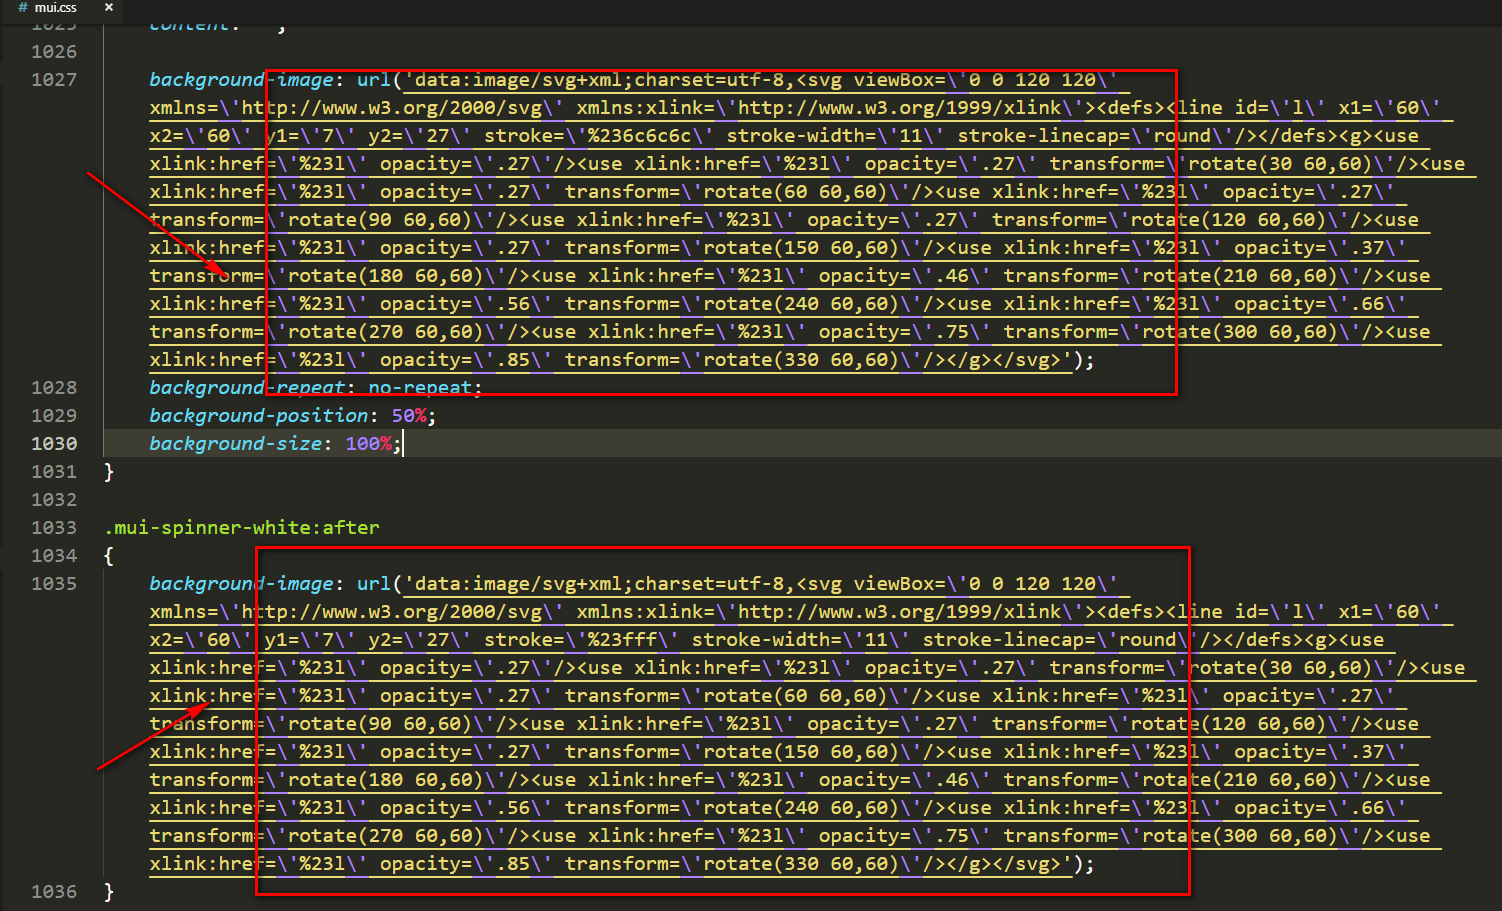 # mui.css ×
1025 content: ' ';
1026
1027 background-image: url('data:image/svg+xml;charset=utf-8,<svg viewBox=\'0 0 120 120\'
xmlns=\'http://www.w3.org/2000/svg\' xmlns:xlink=\'http://www.w3.org/1999/xlink\'><defs><line id=\'l\' x1=\'60\'
x2=\'60\' y1=\'7\' y2=\'27\' stroke=\'%236c6c6c\' stroke-width=\'11\' stroke-linecap=\'round\'/></defs><g><use
xlink:href=\'%23l\' opacity=\'.27\'/><use xlink:href=\'%23l\' opacity=\'.27\' transform=\'rotate(30 60,60)\'/><use
xlink:href=\'%23l\' opacity=\'.27\' transform=\'rotate(60 60,60)\'/><use xlink:href=\'%23l\' opacity=\'.27\'
transform=\'rotate(90 60,60)\'/><use xlink:href=\'%23l\' opacity=\'.27\' transform=\'rotate(120 60,60)\'/><use
xlink:href=\'%23l\' opacity=\'.27\' transform=\'rotate(150 60,60)\'/><use xlink:href=\'%23l\' opacity=\'.37\'
transform=\'rotate(180 60,60)\'/><use xlink:href=\'%23l\' opacity=\'.46\' transform=\'rotate(210 60,60)\'/><use
xlink:href=\'%23l\' opacity=\'.56\' transform=\'rotate(240 60,60)\'/><use xlink:href=\'%23l\' opacity=\'.66\'
transform=\'rotate(270 60,60)\'/><use xlink:href=\'%23l\' opacity=\'.75\' transform=\'rotate(300 60,60)\'/><use
xlink:href=\'%23l\' opacity=\'.85\' transform=\'rotate(330 60,60)\'/></g></svg>');
1028 background-repeat: no-repeat;
1029 background-position: 50%;
1030 background-size: 100%;
1031 }
1032
1033 .mui-spinner-white:after
1034 {
1035 background-image: url('data:image/svg+xml;charset=utf-8,<svg viewBox=\'0 0 120 120\'
xmlns=\'http://www.w3.org/2000/svg\' xmlns:xlink=\'http://www.w3.org/1999/xlink\'><defs><line id=\'l\' x1=\'60\'
x2=\'60\' y1=\'7\' y2=\'27\' stroke=\'%23fff\' stroke-width=\'11\' stroke-linecap=\'round\'/></defs><g><use
xlink:href=\'%23l\' opacity=\'.27\'/><use xlink:href=\'%23l\' opacity=\'.27\' transform=\'rotate(30 60,60)\'/><use
xlink:href=\'%23l\' opacity=\'.27\' transform=\'rotate(60 60,60)\'/><use xlink:href=\'%23l\' opacity=\'.27\'
transform=\'rotate(90 60,60)\'/><use xlink:href=\'%23l\' opacity=\'.27\' transform=\'rotate(120 60,60)\'/><use
xlink:href=\'%23l\' opacity=\'.27\' transform=\'rotate(150 60,60)\'/><use xlink:href=\'%23l\' opacity=\'.37\'
transform=\'rotate(180 60,60)\'/><use xlink:href=\'%23l\' opacity=\'.46\' transform=\'rotate(210 60,60)\'/><use
xlink:href=\'%23l\' opacity=\'.56\' transform=\'rotate(240 60,60)\'/><use xlink:href=\'%23l\' opacity=\'.66\'
transform=\'rotate(270 60,60)\'/><use xlink:href=\'%23l\' opacity=\'.75\' transform=\'rotate(300 60,60)\'/><use
xlink:href=\'%23l\' opacity=\'.85\' transform=\'rotate(330 60,60)\'/></g></svg>');
1036 }